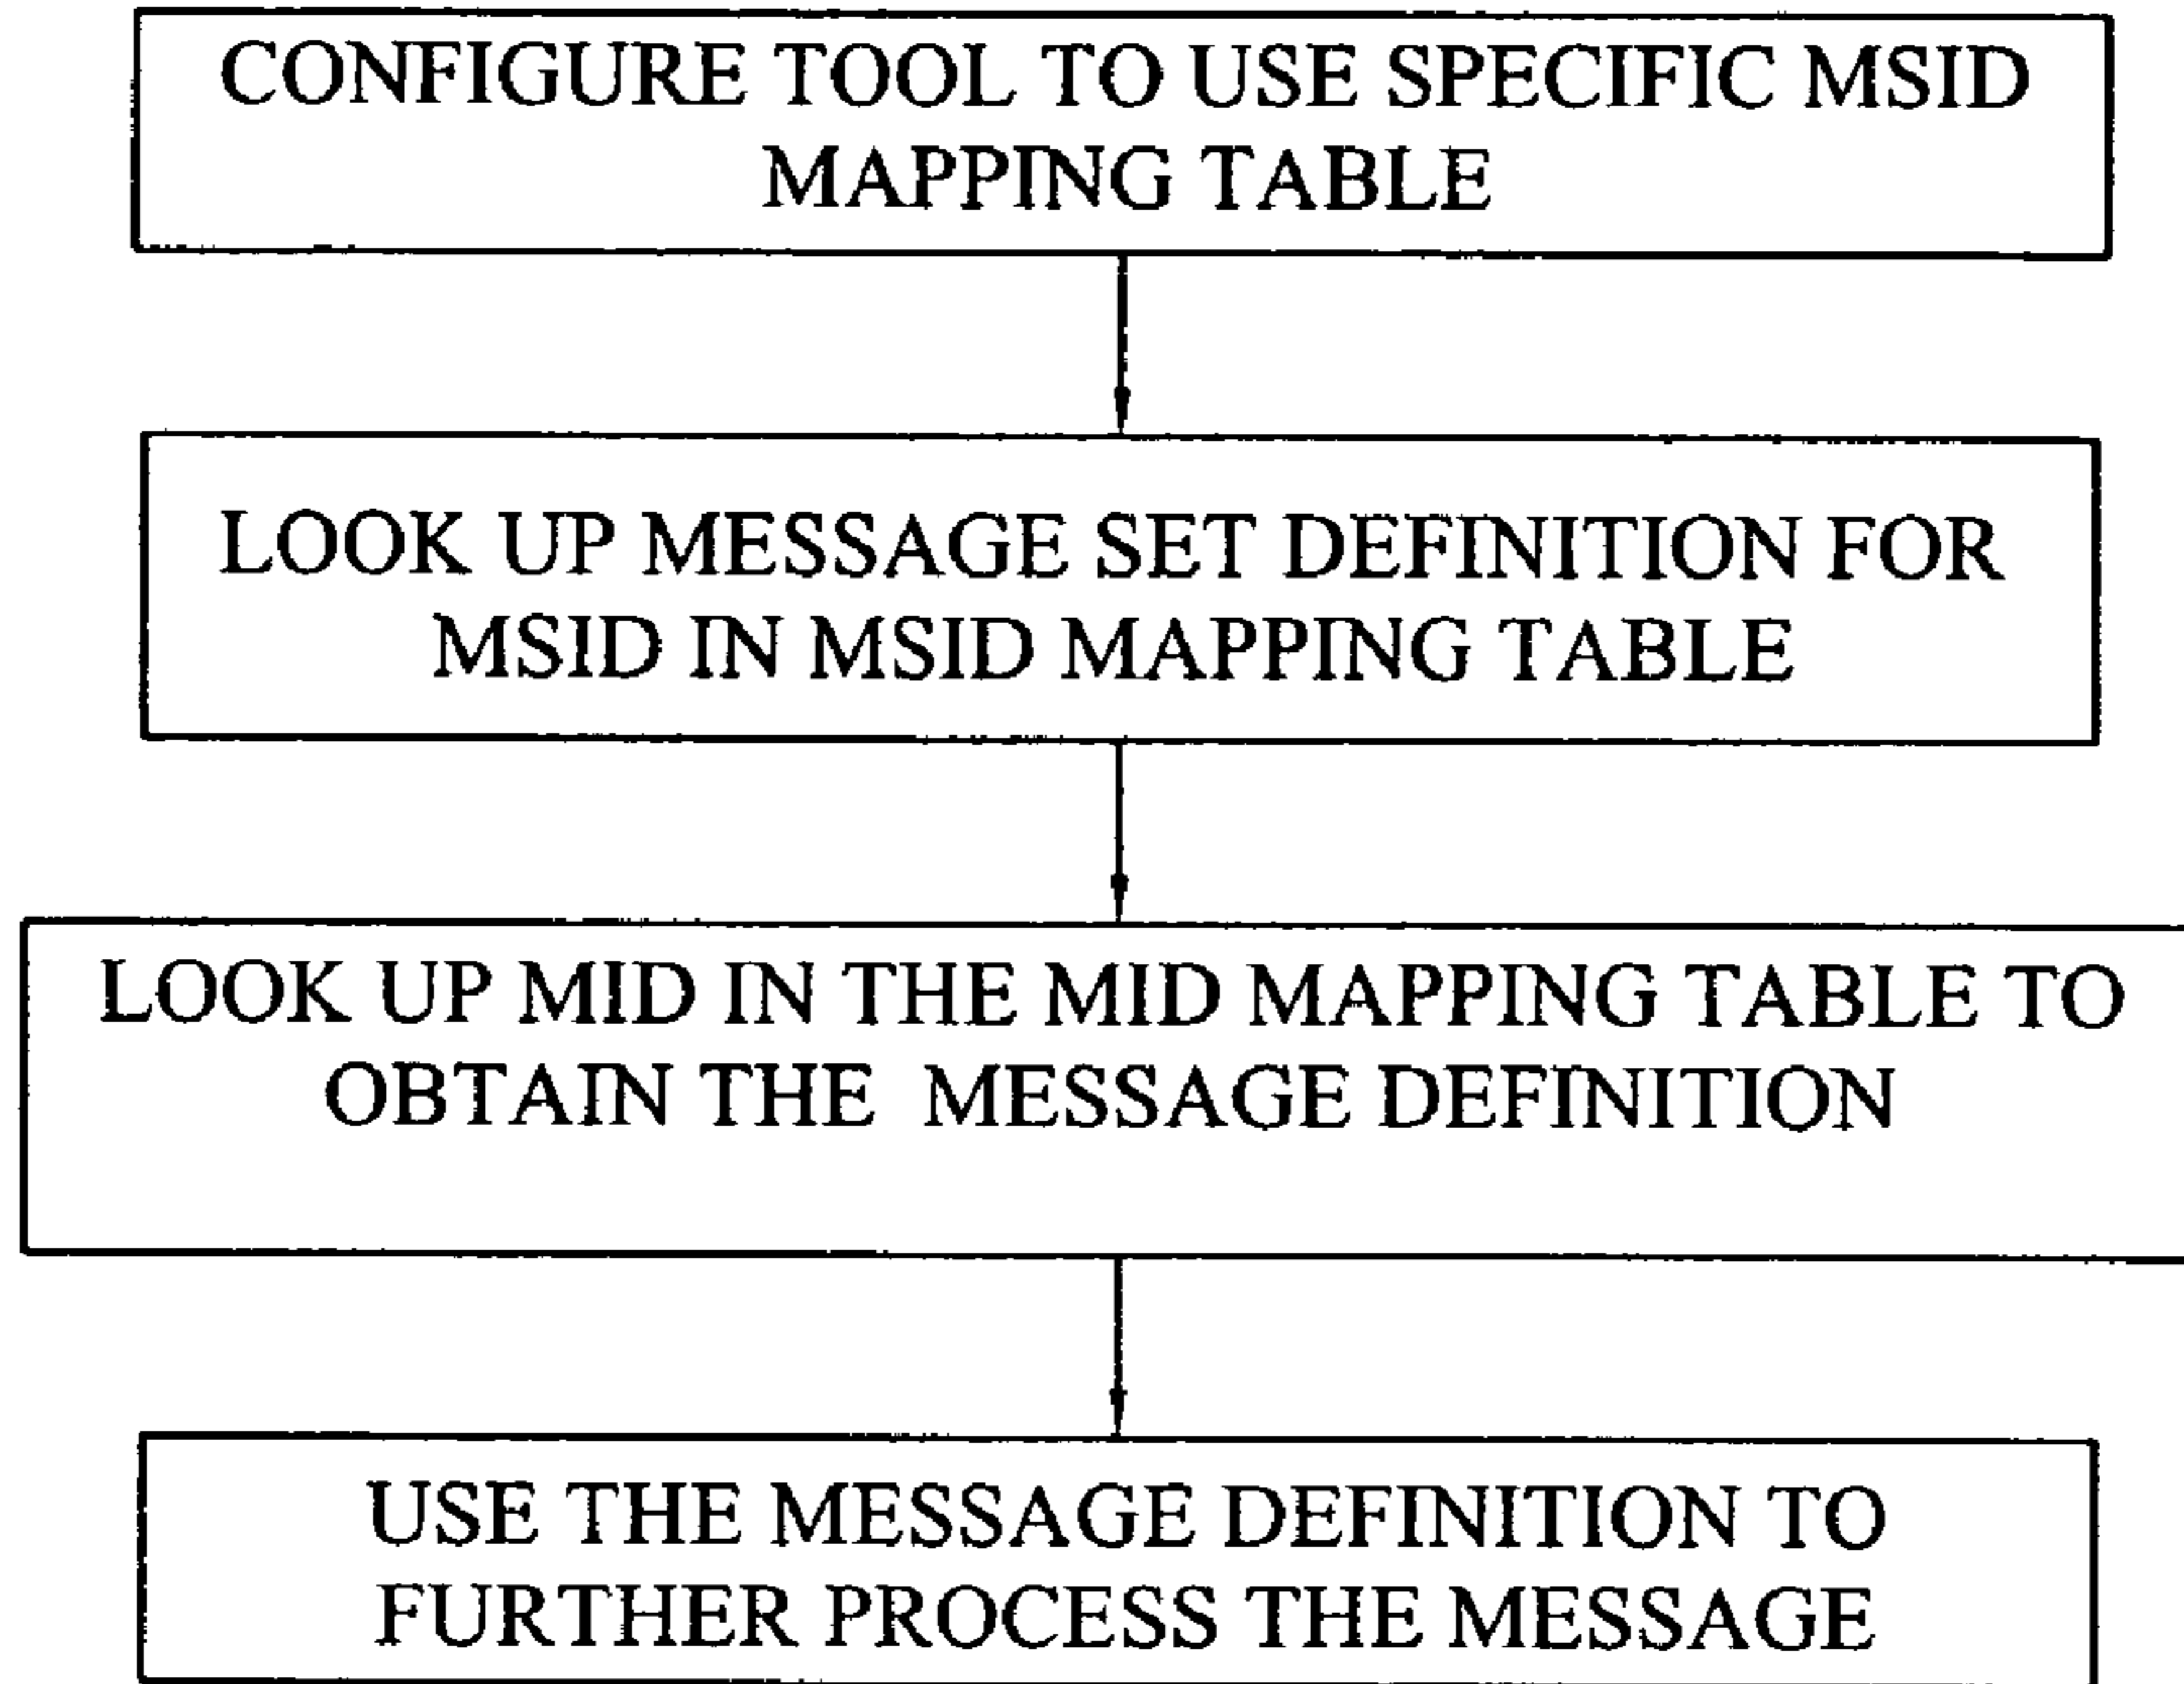 CONFIGURE TOOL TO USE SPECIFIC MSID
MAPPING TABLE
LOOK UP MESSAGE SET DEFINITION FOR
MSID IN MSID MAPPING TABLE
LOOK UP MID IN THE MID MAPPING TABLE TO
OBTAIN THE MESSAGE DEFINITION
USE THE MESSAGE DEFINITION TO
FURTHER PROCESS THE MESSAGE